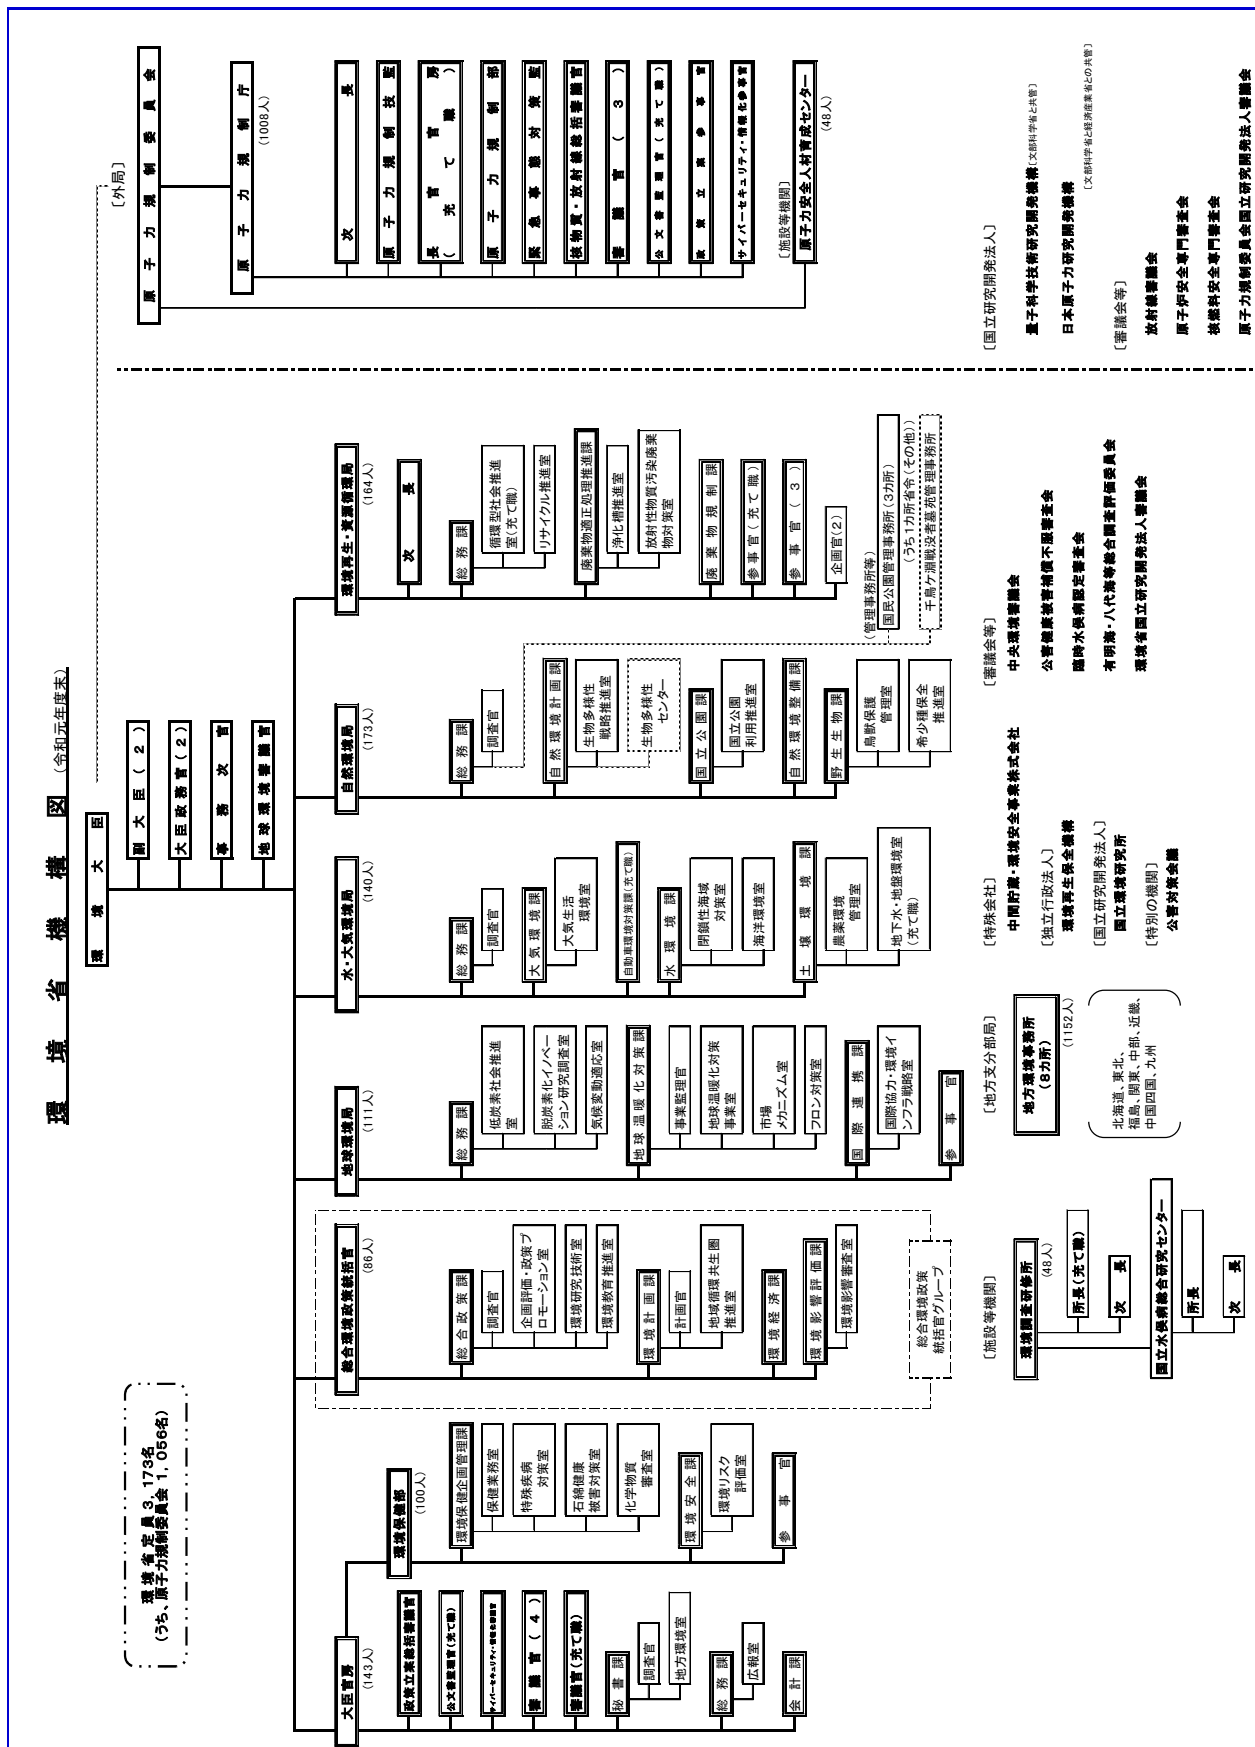 環境省機構図（令和元年度末）
環境省定員3,173名
（うち、原子力規制委員会1,056名）
環境大臣
副大臣（2）
大臣政務官（2）
事務次官
地球環境審議官
大臣官房
（143人）
政策立案総括審議官
公文書監理官（充て職）
サイバーセキュリティ・情報化審議官
審議官（4）
審議官（充て職）
秘書課
調査官
地方環境室
総務課
広報室
会計課
環境保健部
（100人）
環境保健企画管理課
保健業務室
特殊疾病
対策室
石綿健康
被害対策室
化学物質
審査室
環境安全課
環境リスク
評価室
参事官
総合環境政策統括官
（86人）
総合政策課
調査官
企画評価・政策プ
ロモーション室
環境研究技術室
環境教育推進室
環境計画課
計画官
地域循環共生圏
推進室
環境経済課
環境影響評価課
環境影響審査室
総合環境政策
統括官グループ
地球環境局
（111人）
総務課
低炭素社会推進
室
脱炭素化イノベー
ション研究調査室
気候変動適応室
地球温暖化対策課
事業監理官
地球温暖化対策
事業室
市場
メカニズム室
フロン対策室
国際連携課
国際協力・環境イ
ンフラ戦略室
参事官
水・大気環境局
（140人）
総務課
調査官
大気環境課
大気生活
環境室
自動車環境対策課（充て職）
水環境課
閉鎖性海域
対策室
海洋環境室
土壌環境課
農薬環境
管理室
地下水・地盤環境室
（充て職）
自然環境局
（173人）
総務課
調査官
自然環境計画課
生物多様性
戦略推進室
生物多様性
センター
国立公園課
国立公園
利用推進室
自然環境整備課
野生生物課
鳥獣保護
管理室
希少種保全
推進室
（管理事務所等）
国民公園管理事務所（3カ所）
（うち1カ所省令（その他））
千鳥ケ淵戦没者墓苑管理事務所
環境再生・資源循環局
（164人）
次長
総務課
循環型社会推進
室（充て職）
リサイクル推進室
廃棄物適正処理推進課
浄化槽推進室
放射性物質汚染廃棄
物対策室
廃棄物規制課
参事官（充て職）
参事官（3）
企画官（2）
［施設等機関］
環境調査研修所
（48人）
所長（充て職）
次長
国立水俣病総合研究センター
所長
次長
［地方支分部局］
地方環境事務所
（8カ所）
（1152人）
北海道、東北、
福島、関東、中部、近畿、
中国四国、九州
［特殊会社］
中間貯蔵・環境安全事業株式会社
［独立行政法人］
環境再生保全機構
［国立研究開発法人］
国立環境研究所
［特別の機関］
公害対策会議
［審議会等］
中央環境審議会
公害健康被害補償不服審査会
臨時水俣病認定審査会
有明海・八代海等総合調査評価委員会
環境省国立研究開発法人審議会
［外局］
原子力規制委員会
原子力規制庁
（1008人）
次長
原子力規制技監
長官官房
（充て職）
原子力規制部
緊急事態対策監
核物質・放射線総括審議官
審議官（3）
公文書監理官（充て職）
政策立案参事官
サイバーセキュリティ・情報化参事官
［施設等機関］
原子力安全人材育成センター
（48人）
［国立研究開発法人］
量子科学技術研究開発機構［文部科学省と共管］
日本原子力研究開発機構
［文部科学省と経済産業省との共管］
［審議会等］
放射線審議会
原子炉安全専門審査会
核燃料安全専門審査会
原子力規制委員会国立研究開発法人審議会